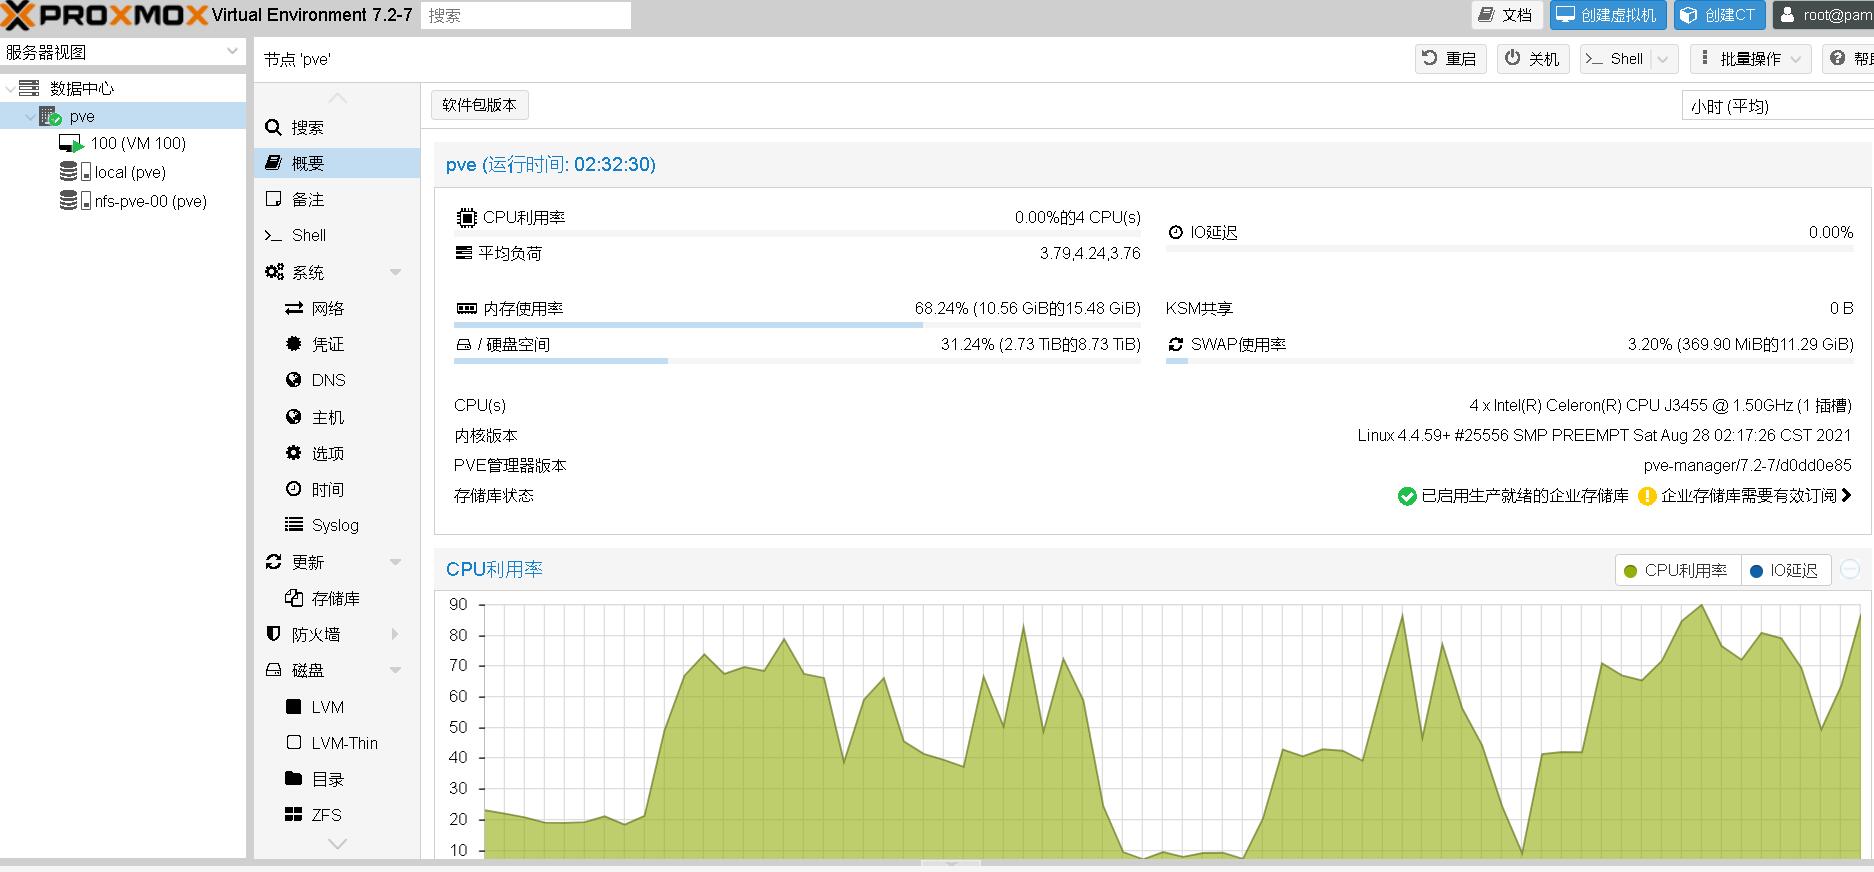 PROXMOX Virtual Environment 7.2-7 搜索 文档 创建虚拟机 创建CT root@pam
服务器视图
数据中心
pve
100 (VM 100)
local (pve)
nfs-pve-00 (pve)
节点 'pve' 重启 关机 Shell 批量操作
搜索
概要
备注
Shell
系统
网络
凭证
DNS
主机
选项
时间
Syslog
更新
存储库
防火墙
磁盘
LVM
LVM-Thin
目录
ZFS
软件包版本 小时 (平均)
pve (运行时间: 02:32:30)
CPU利用率 0.00%的4 CPU(s)
IO延迟 0.00%
平均负荷 3.79,4.24,3.76
内存使用率 68.24% (10.56 GiB的15.48 GiB)
KSM共享 0 B
/ 硬盘空间 31.24% (2.73 TiB的8.73 TiB)
SWAP使用率 3.20% (369.90 MiB的11.29 GiB)
CPU(s) 4 x Intel(R) Celeron(R) CPU J3455 @ 1.50GHz (1 插槽)
内核版本 Linux 4.4.59+ #25556 SMP PREEMPT Sat Aug 28 02:17:26 CST 2021
PVE管理器版本 pve-manager/7.2-7/d0dd0e85
存储库状态 已启用生产就绪的企业存储库 企业存储库需要有效订阅
CPU利用率 CPU利用率 IO延迟
90
80
70
60
50
40
30
20
10